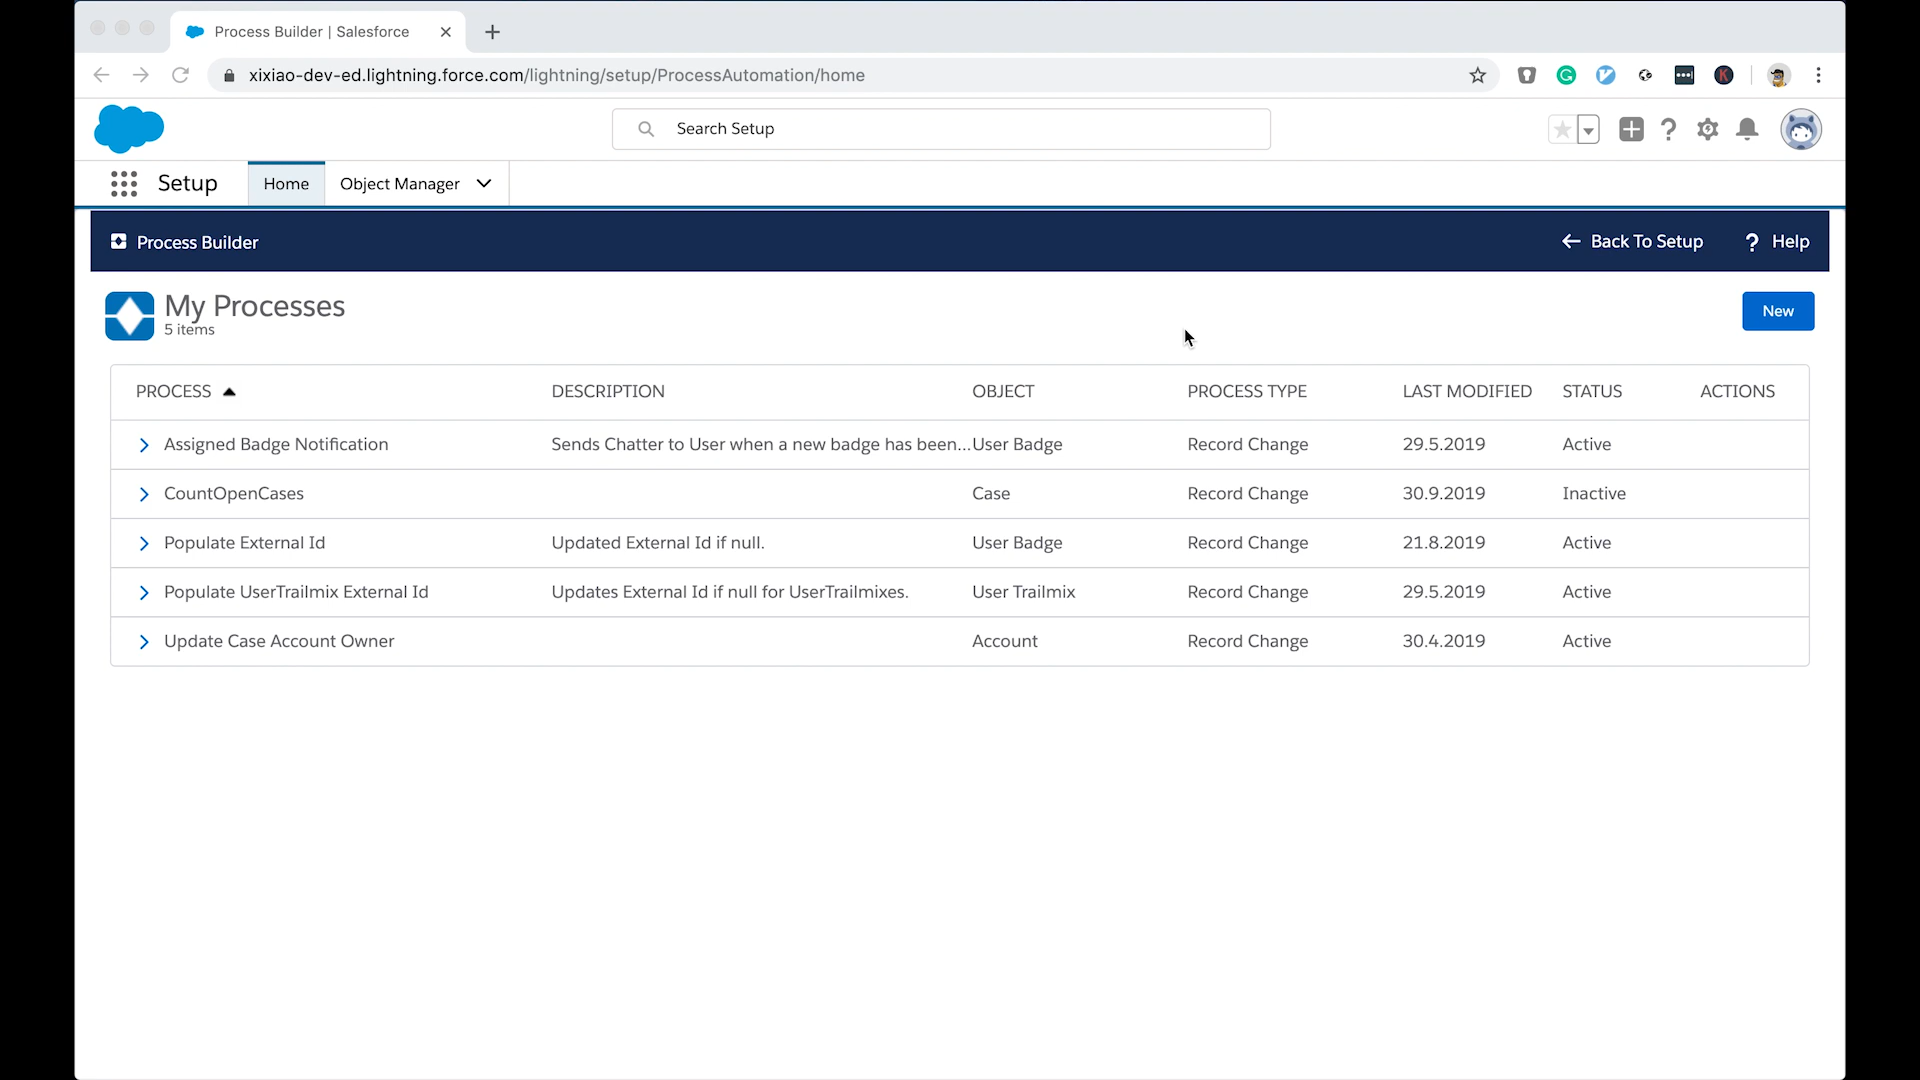 Process Builder | Salesforce
xixiao-dev-ed.lightning.force.com/lightning/setup/ProcessAutomation/home
Search Setup
Setup Home Object Manager
Process Builder Back To Setup ? Help
My Processes
5 items
New
PROCESS DESCRIPTION OBJECT PROCESS TYPE LAST MODIFIED STATUS ACTIONS
Assigned Badge Notification Sends Chatter to User when a new badge has been... User Badge Record Change 29.5.2019 Active
CountOpenCases Case Record Change 30.9.2019 Inactive
Populate External Id Updated External Id if null. User Badge Record Change 21.8.2019 Active
Populate UserTrailmix External Id Updates External Id if null for UserTrailmixes. User Trailmix Record Change 29.5.2019 Active
Update Case Account Owner Account Record Change 30.4.2019 Active